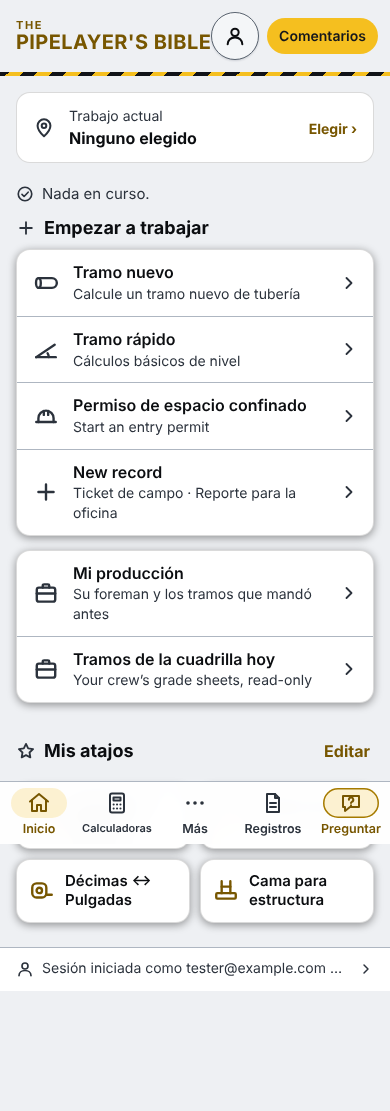 THE
PIPELAYER'S BIBLE
Comentarios
Trabajo actual
Ninguno elegido
Elegir ›
Nada en curso.
Empezar a trabajar
Tramo nuevo
Calcule un tramo nuevo de tubería
Tramo rápido
Cálculos básicos de nivel
Permiso de espacio confinado
Start an entry permit
New record
Ticket de campo · Reporte para la
oficina
Mi producción
Su foreman y los tramos que mandó
antes
Tramos de la cuadrilla hoy
Your crew’s grade sheets, read-only
Mis atajos
Editar
Inicio
Calculadoras
Más
Registros
Preguntar
Décimas ↔
Pulgadas
Cama para
estructura
Sesión iniciada como tester@example.com ...